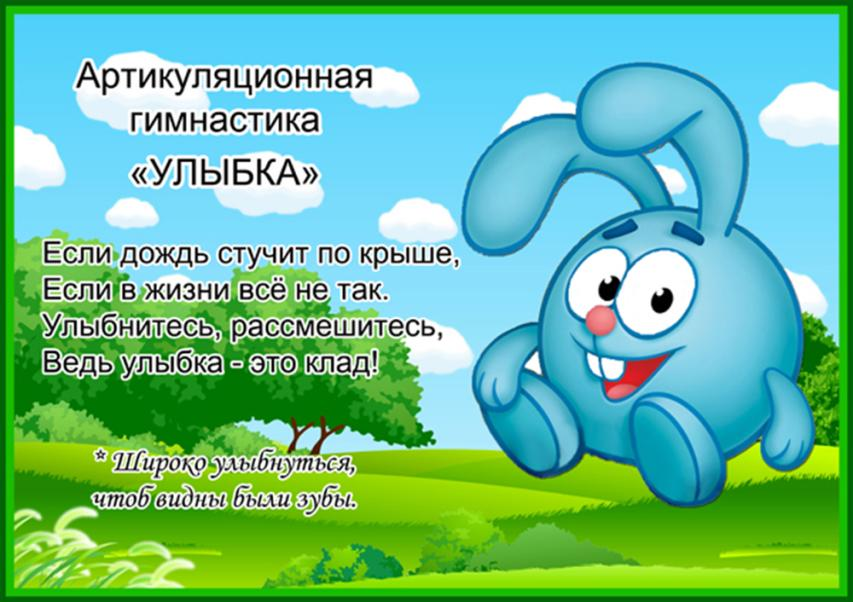 Артикуляционная
гимнастика
«УЛЫБКА»
Если дождь стучит по крыше,
Если в жизни всё не так.
Улыбнитесь, рассмешитесь,
Ведь улыбка - это клад!
* Широко улыбнуться,
чтоб видны были зубы.